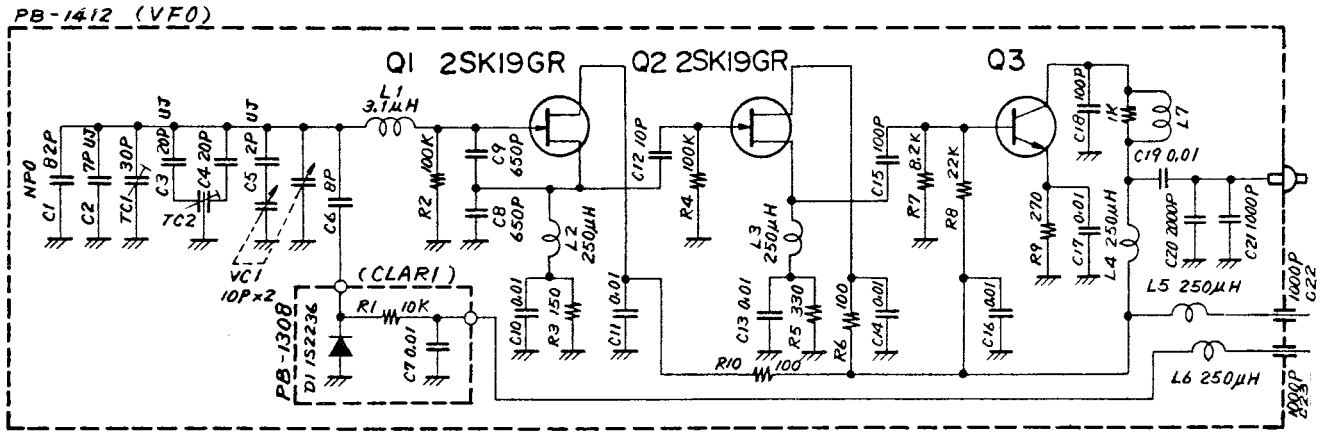 PB-1412 (VFO)
Q1 2SK19GR
Q2 2SK19GR
Q3
L1
3.1µH
NPO
C1 82P
C2 7P UJ
TC1 30P
C3 20P UJ
C4 20P
TC2
C5 2P UJ
VC1
10P×2
C6 8P
R2 100K
C9 650P
C8 650P
L2
250µH
C10 0.01
R3 150
C11 0.01
C12 10P
R4 100K
L3
250µH
C13 0.01
R5 330
R6 100
C14 0.01
C15 100P
R7 8.2K
R8 22K
C16 0.01
R9 270
C17 0.01
C18 100P
1K
L7
C19 0.01
L4 250µH
C20 2000P
C21 1000P
L5 250µH
1000P
C22
L6 250µH
1000P
C23
R10 100
(CLARI)
PB-1308
D1 1S2236
R1 10K
C7 0.01